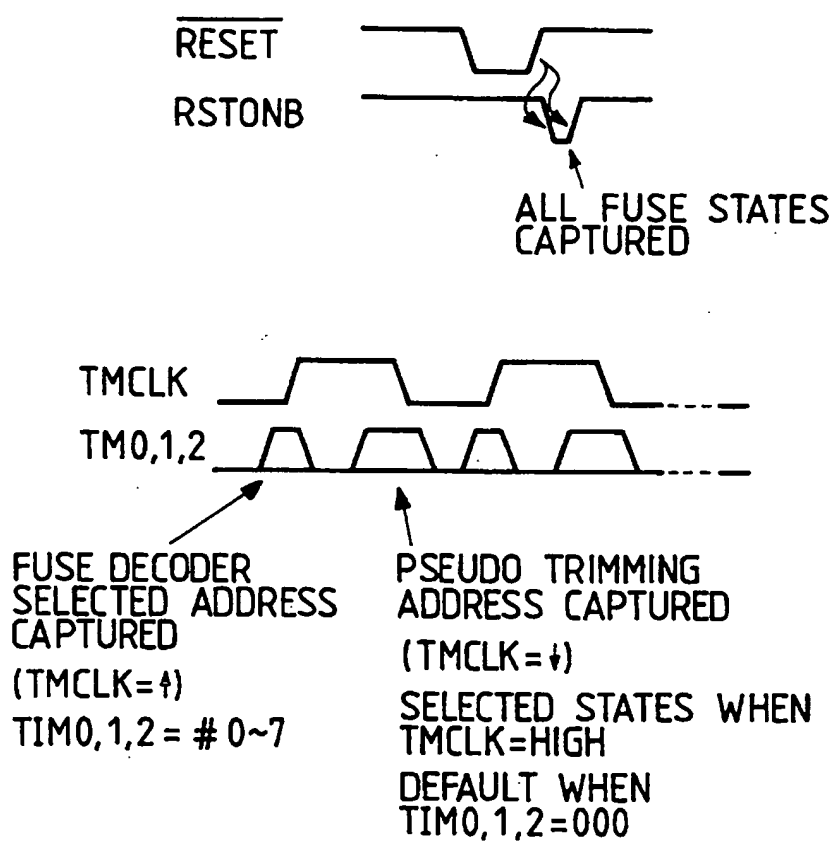 RESET
RSTONB
ALL FUSE STATES
CAPTURED
TMCLK
TM0,1,2
FUSE DECODER
SELECTED ADDRESS
CAPTURED
(TMCLK=↑)
TIM0,1,2 = # 0~7
PSEUDO TRIMMING
ADDRESS CAPTURED
(TMCLK=↓)
SELECTED STATES WHEN
TMCLK=HIGH
DEFAULT WHEN
TIM0,1,2=000